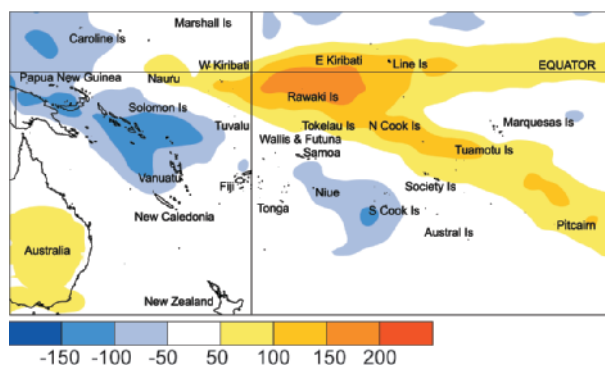 Marshall Is
Caroline Is
W Kiribati
E Kiribati
Line Is
EQUATOR
Papua New Guinea
Nauru
Rawaki Is
Solomon Is
Tuvalu
Tokelau Is
N Cook Is
Marquesas Is
Wallis & Futuna
Samoa
Tuamotu Is
Vanuatu
Fiji
Niue
Society Is
New Caledonia
Tonga
S Cook Is
Pitcairn
Austral Is
Australia
New Zealand
-150 -100 -50 50 100 150 200